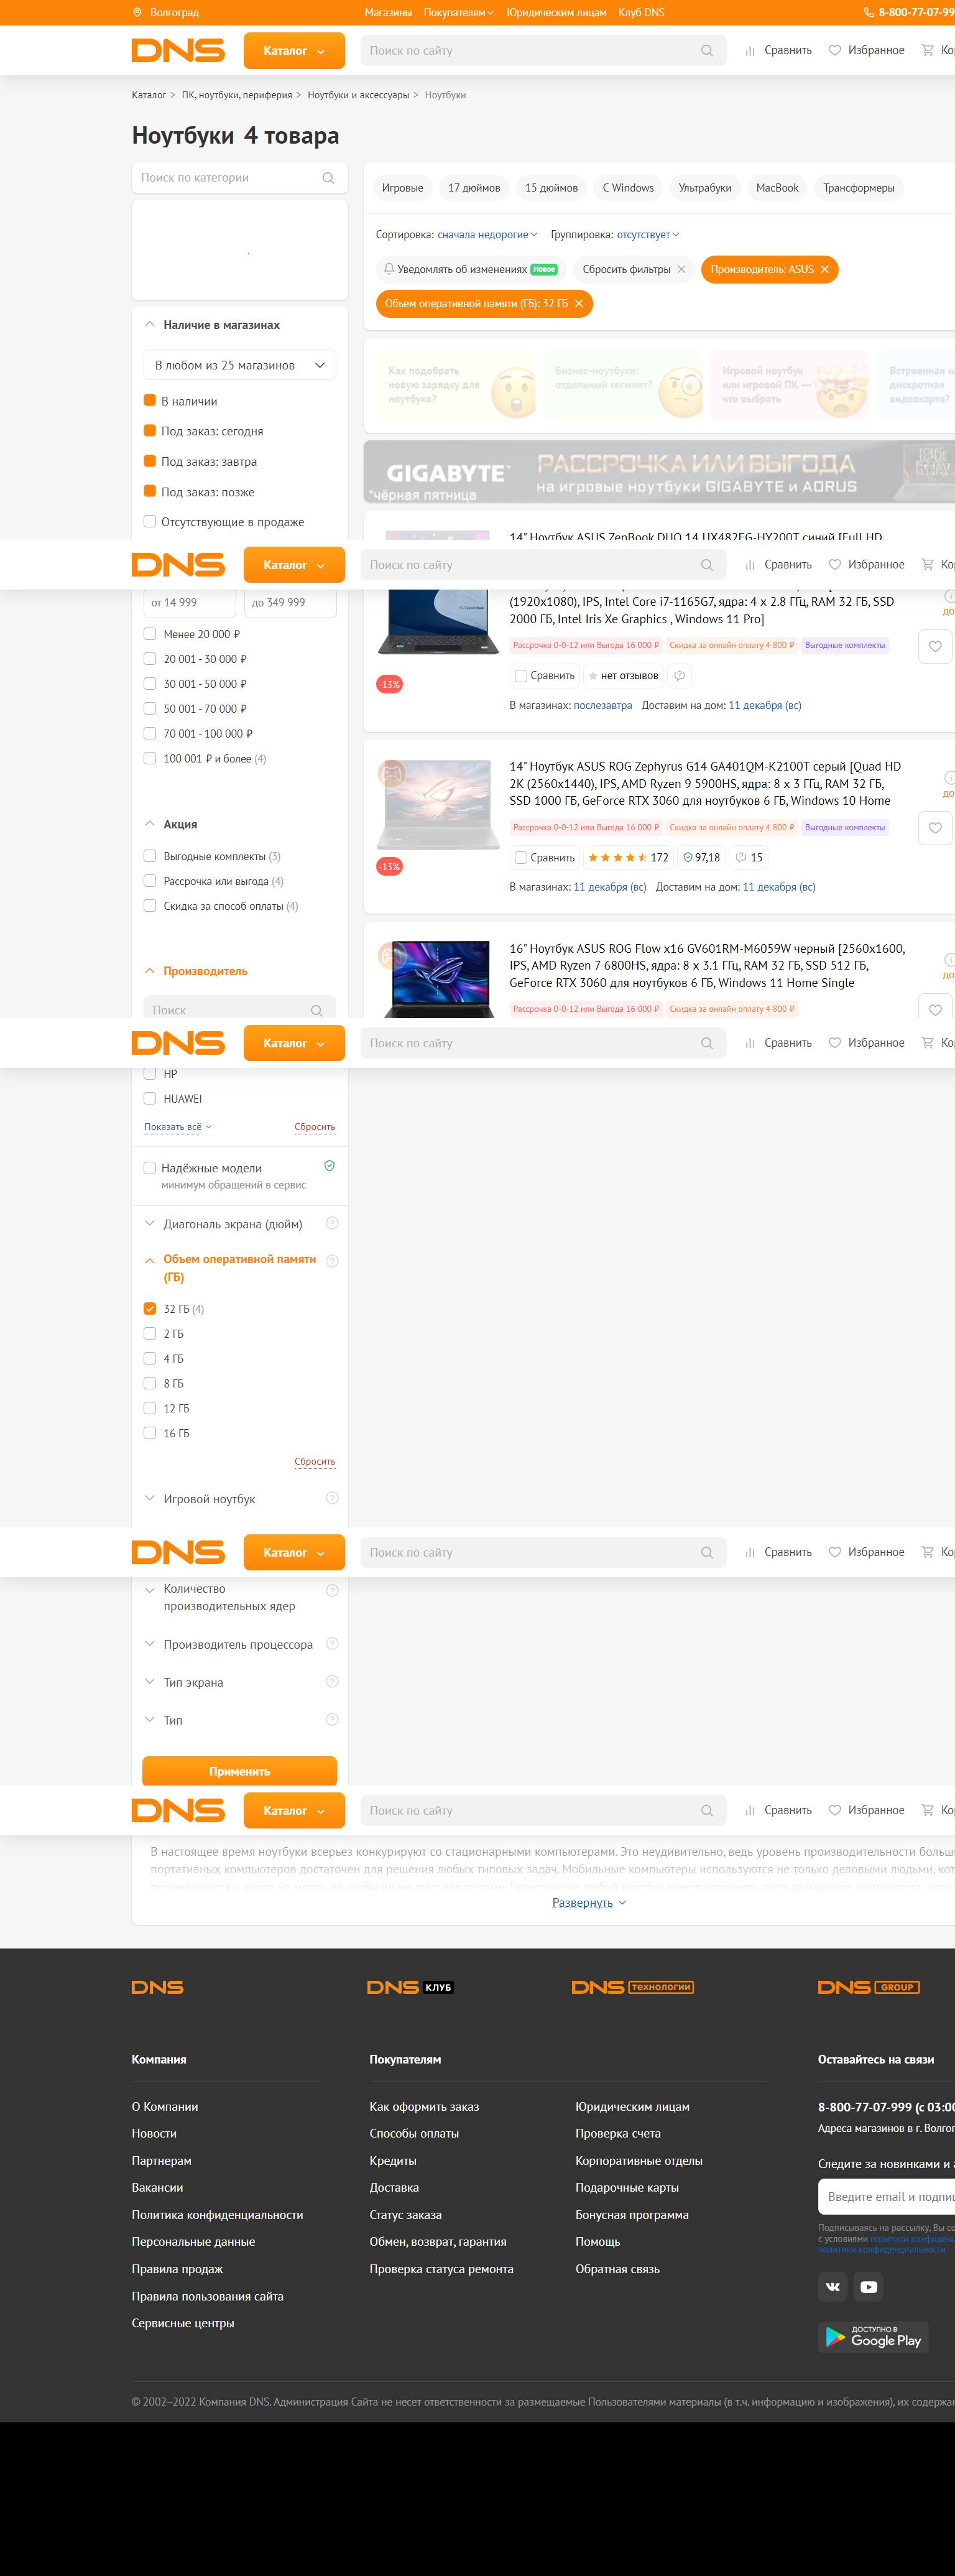 Волгоград
Магазины Покупателям Юридическим лицам Клуб DNS
8-800-77-07-99
DNS Каталог Поиск по сайту Сравнить Избранное
Каталог > ПК, ноутбуки, периферия > Ноутбуки и аксессуары > Ноутбуки
Ноутбуки 4 товара
Поиск по категории
Наличие в магазинах
В любом из 25 магазинов
В наличии
Под заказ: сегодня
Под заказ: завтра
Под заказ: позже
Отсутствующие в продаже
Игровые 17 дюймов 15 дюймов С Windows Ультрабуки MacBook Трансформеры
Сортировка: сначала недорогие Группировка: отсутствует
Уведомлять об изменениях Новое Сбросить фильтры Производитель: ASUS
Объем оперативной памяти (ГБ): 32 ГБ
Как подобрать
новую зарядку для
ноутбука?
Бизнес-ноутбуки:
отдельный сегмент?
Игровой ноутбук
или игровой ПК —
что выбрать
Встроенная и
дискретная
видеокарта?
GIGABYTE™
*чёрная пятница
РАССРОЧКА ИЛИ ВЫГОДА
на игровые ноутбуки GIGABYTE и AORUS
14" Ноутбук ASUS ZenBook DUO 14 UX482EG-HY200T синий [Full HD
DNS Каталог Поиск по сайту Сравнить Избранное
от 14 999 до 349 999
Менее 20 000 ₽
20 001 - 30 000 ₽
30 001 - 50 000 ₽
50 001 - 70 000 ₽
70 001 - 100 000 ₽
100 001 ₽ и более (4)
Акция
Выгодные комплекты (3)
Рассрочка или выгода (4)
Скидка за способ оплаты (4)
Производитель
Поиск
(1920x1080), IPS, Intel Core i7-1165G7, ядра: 4 х 2.8 ГГц, RAM 32 ГБ, SSD
2000 ГБ, Intel Iris Xe Graphics , Windows 11 Pro]
Рассрочка 0-0-12 или Выгода 16 000 ₽ Скидка за онлайн оплату 4 800 ₽ Выгодные комплекты
-13%
Сравнить нет отзывов
В магазинах: послезавтра Доставим на дом: 11 декабря (вс)
14" Ноутбук ASUS ROG Zephyrus G14 GA401QM-K2100T серый [Quad HD
2K (2560x1440), IPS, AMD Ryzen 9 5900HS, ядра: 8 х 3 ГГц, RAM 32 ГБ,
SSD 1000 ГБ, GeForce RTX 3060 для ноутбуков 6 ГБ, Windows 10 Home
Рассрочка 0-0-12 или Выгода 16 000 ₽ Скидка за онлайн оплату 4 800 ₽ Выгодные комплекты
-13%
Сравнить 172 97,18 15
В магазинах: 11 декабря (вс) Доставим на дом: 11 декабря (вс)
16" Ноутбук ASUS ROG Flow x16 GV601RM-M6059W черный [2560x1600,
IPS, AMD Ryzen 7 6800HS, ядра: 8 х 3.1 ГГц, RAM 32 ГБ, SSD 512 ГБ,
GeForce RTX 3060 для ноутбуков 6 ГБ, Windows 11 Home Single
Рассрочка 0-0-12 или Выгода 16 000 ₽ Скидка за онлайн оплату 4 800 ₽
DNS Каталог Поиск по сайту Сравнить Избранное
HP
HUAWEI
Показать всё Сбросить
Надёжные модели
минимум обращений в сервис
Диагональ экрана (дюйм)
Объем оперативной памяти
(ГБ)
32 ГБ (4)
2 ГБ
4 ГБ
8 ГБ
12 ГБ
16 ГБ
Сбросить
Игровой ноутбук
DNS Каталог Поиск по сайту Сравнить Избранное
Количество
производительных ядер
Производитель процессора
Тип экрана
Тип
Применить
DNS Каталог Поиск по сайту Сравнить Избранное
В настоящее время ноутбуки всерьез конкурируют со стационарными компьютерами. Это неудивительно, ведь уровень производительности больш
портативных компьютеров достаточен для решения любых типовых задач. Мобильные компьютеры используются не только деловыми людьми, кот
Развернуть
DNS DNS КЛУБ DNS технологии DNS GROUP
Компания
О Компании
Новости
Партнерам
Вакансии
Политика конфиденциальности
Персональные данные
Правила продаж
Правила пользования сайта
Сервисные центры
Покупателям
Как оформить заказ
Способы оплаты
Кредиты
Доставка
Статус заказа
Обмен, возврат, гарантия
Проверка статуса ремонта
Юридическим лицам
Проверка счета
Корпоративные отделы
Подарочные карты
Бонусная программа
Помощь
Обратная связь
Оставайтесь на связи
8-800-77-07-999 (с 03:00
Адреса магазинов в г. Волгог
Следите за новинками и а
Введите email и подпиш
Подписываясь на рассылку, Вы со
с условиями политики конфиденц
политики конфиденциальности
ДОСТУПНО В
Google Play
© 2002–2022 Компания DNS. Администрация Сайта не несет ответственности за размещаемые Пользователями материалы (в т.ч. информацию и изображения), их содержан